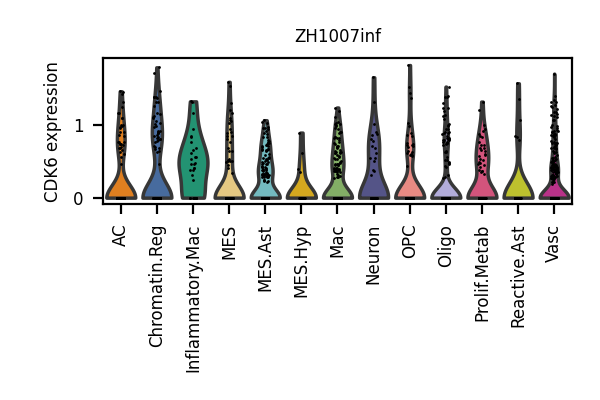 ZH1007inf
CDK6 expression
1
0
AC
Chromatin.Reg
Inflammatory.Mac
MES
MES.Ast
MES.Hyp
Mac
Neuron
OPC
Oligo
Prolif.Metab
Reactive.Ast
Vasc